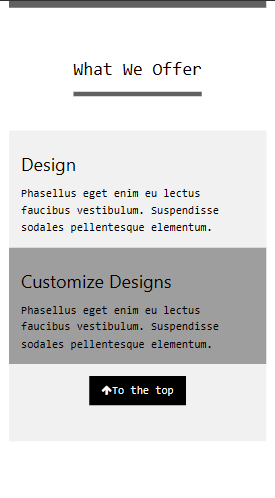 What We Offer
Design
Phasellus eget enim eu lectus
faucibus vestibulum. Suspendisse
sodales pellentesque elementum.
Customize Designs
Phasellus eget enim eu lectus
faucibus vestibulum. Suspendisse
sodales pellentesque elementum.
To the top